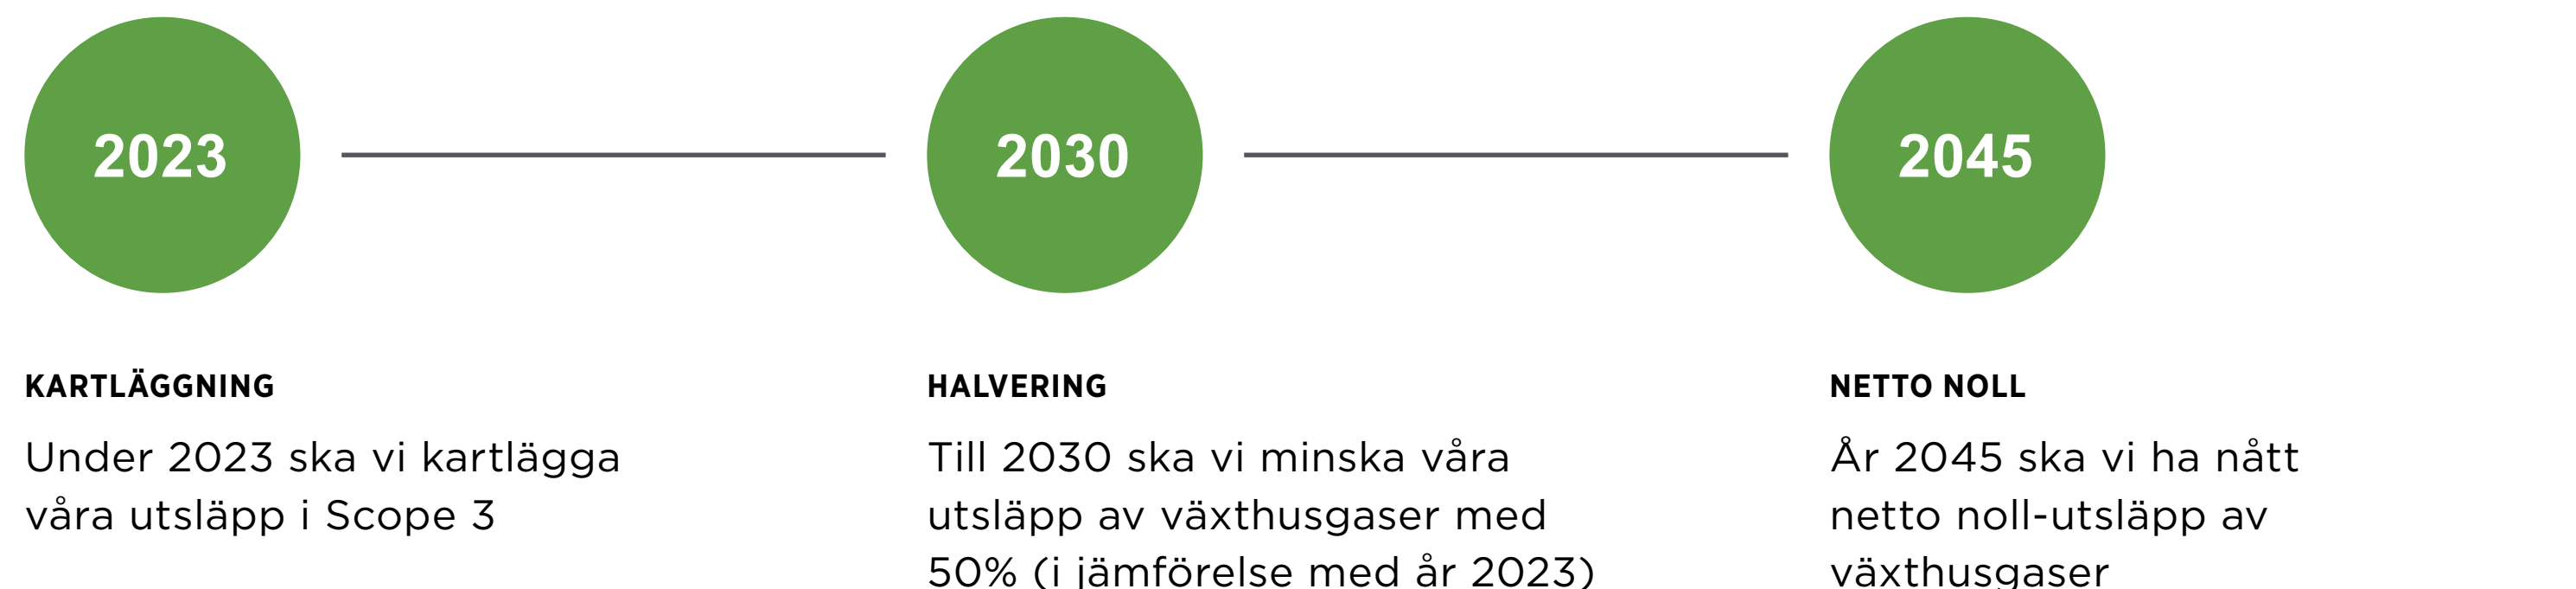 2023
2030
2045
KARTLÄGGNING
Under 2023 ska vi kartlägga
våra utsläpp i Scope 3
HALVERING
Till 2030 ska vi minska våra
utsläpp av växthusgaser med
50% (i jämförelse med år 2023)
NETTO NOLL
År 2045 ska vi ha nått
netto noll-utsläpp av
växthusgaser